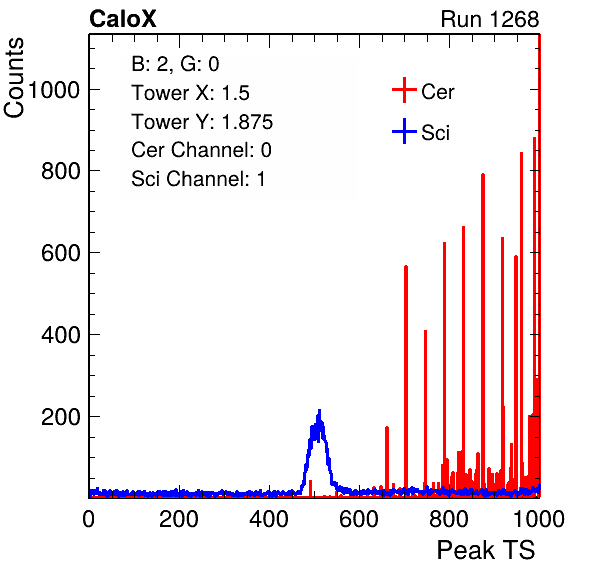 CaloX Run 1268
Counts
B: 2, G: 0
Tower X: 1.5
Tower Y: 1.875
Cer Channel: 0
Sci Channel: 1
Cer
Sci
1000
800
600
400
200
0 200 400 600 800 1000
Peak TS